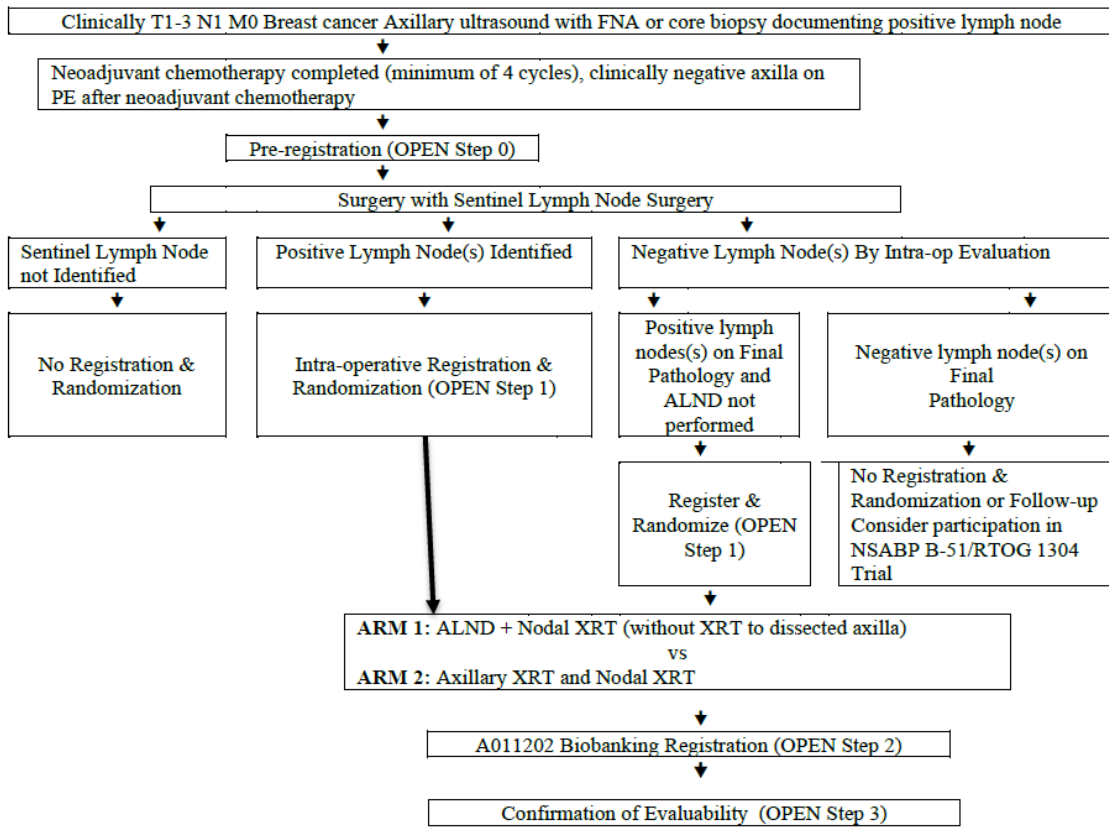 Clinically T1-3 N1 M0 Breast cancer Axillary ultrasound with FNA or core biopsy documenting positive lymph node
Neoadjuvant chemotherapy completed (minimum of 4 cycles), clinically negative axilla on
PE after neoadjuvant chemotherapy
Pre-registration (OPEN Step 0)
Surgery with Sentinel Lymph Node Surgery
Sentinel Lymph Node
not Identified
Positive Lymph Node(s) Identified
Negative Lymph Node(s) By Intra-op Evaluation
No Registration &
Randomization
Intra-operative Registration &
Randomization (OPEN Step 1)
Positive lymph
nodes(s) on Final
Pathology and
ALND not
performed
Negative lymph node(s) on
Final
Pathology
Register &
Randomize (OPEN
Step 1)
No Registration &
Randomization or Follow-up
Consider participation in
NSABP B-51/RTOG 1304
Trial
ARM 1: ALND + Nodal XRT (without XRT to dissected axilla)
vs
ARM 2: Axillary XRT and Nodal XRT
A011202 Biobanking Registration (OPEN Step 2)
Confirmation of Evaluability (OPEN Step 3)